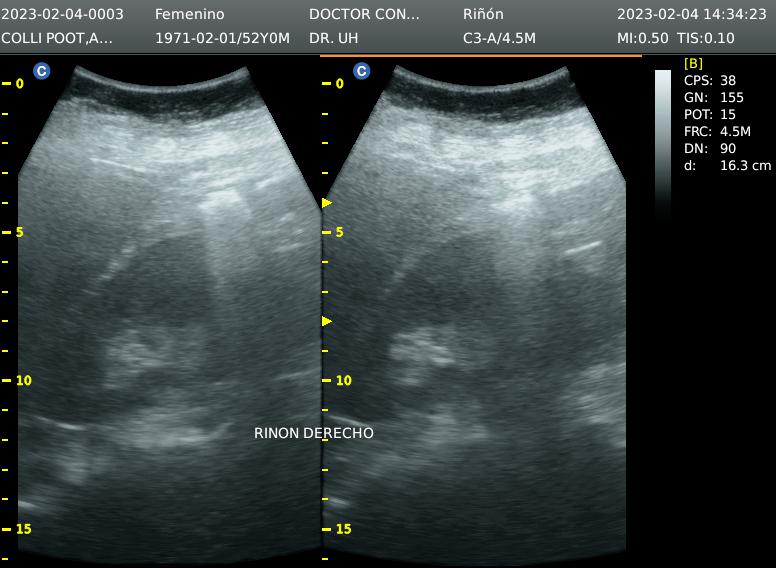 2023-02-04-0003 Femenino DOCTOR CON... Riñón 2023-02-04 14:34:23
COLLI POOT,A... 1971-02-01/52Y0M DR. UH C3-A/4.5M MI:0.50 TIS:0.10
C
C
[B]
CPS: 38
GN: 155
POT: 15
FRC: 4.5M
DN: 90
d: 16.3 cm
0
5
10
15
0
5
10
15
RINON DERECHO